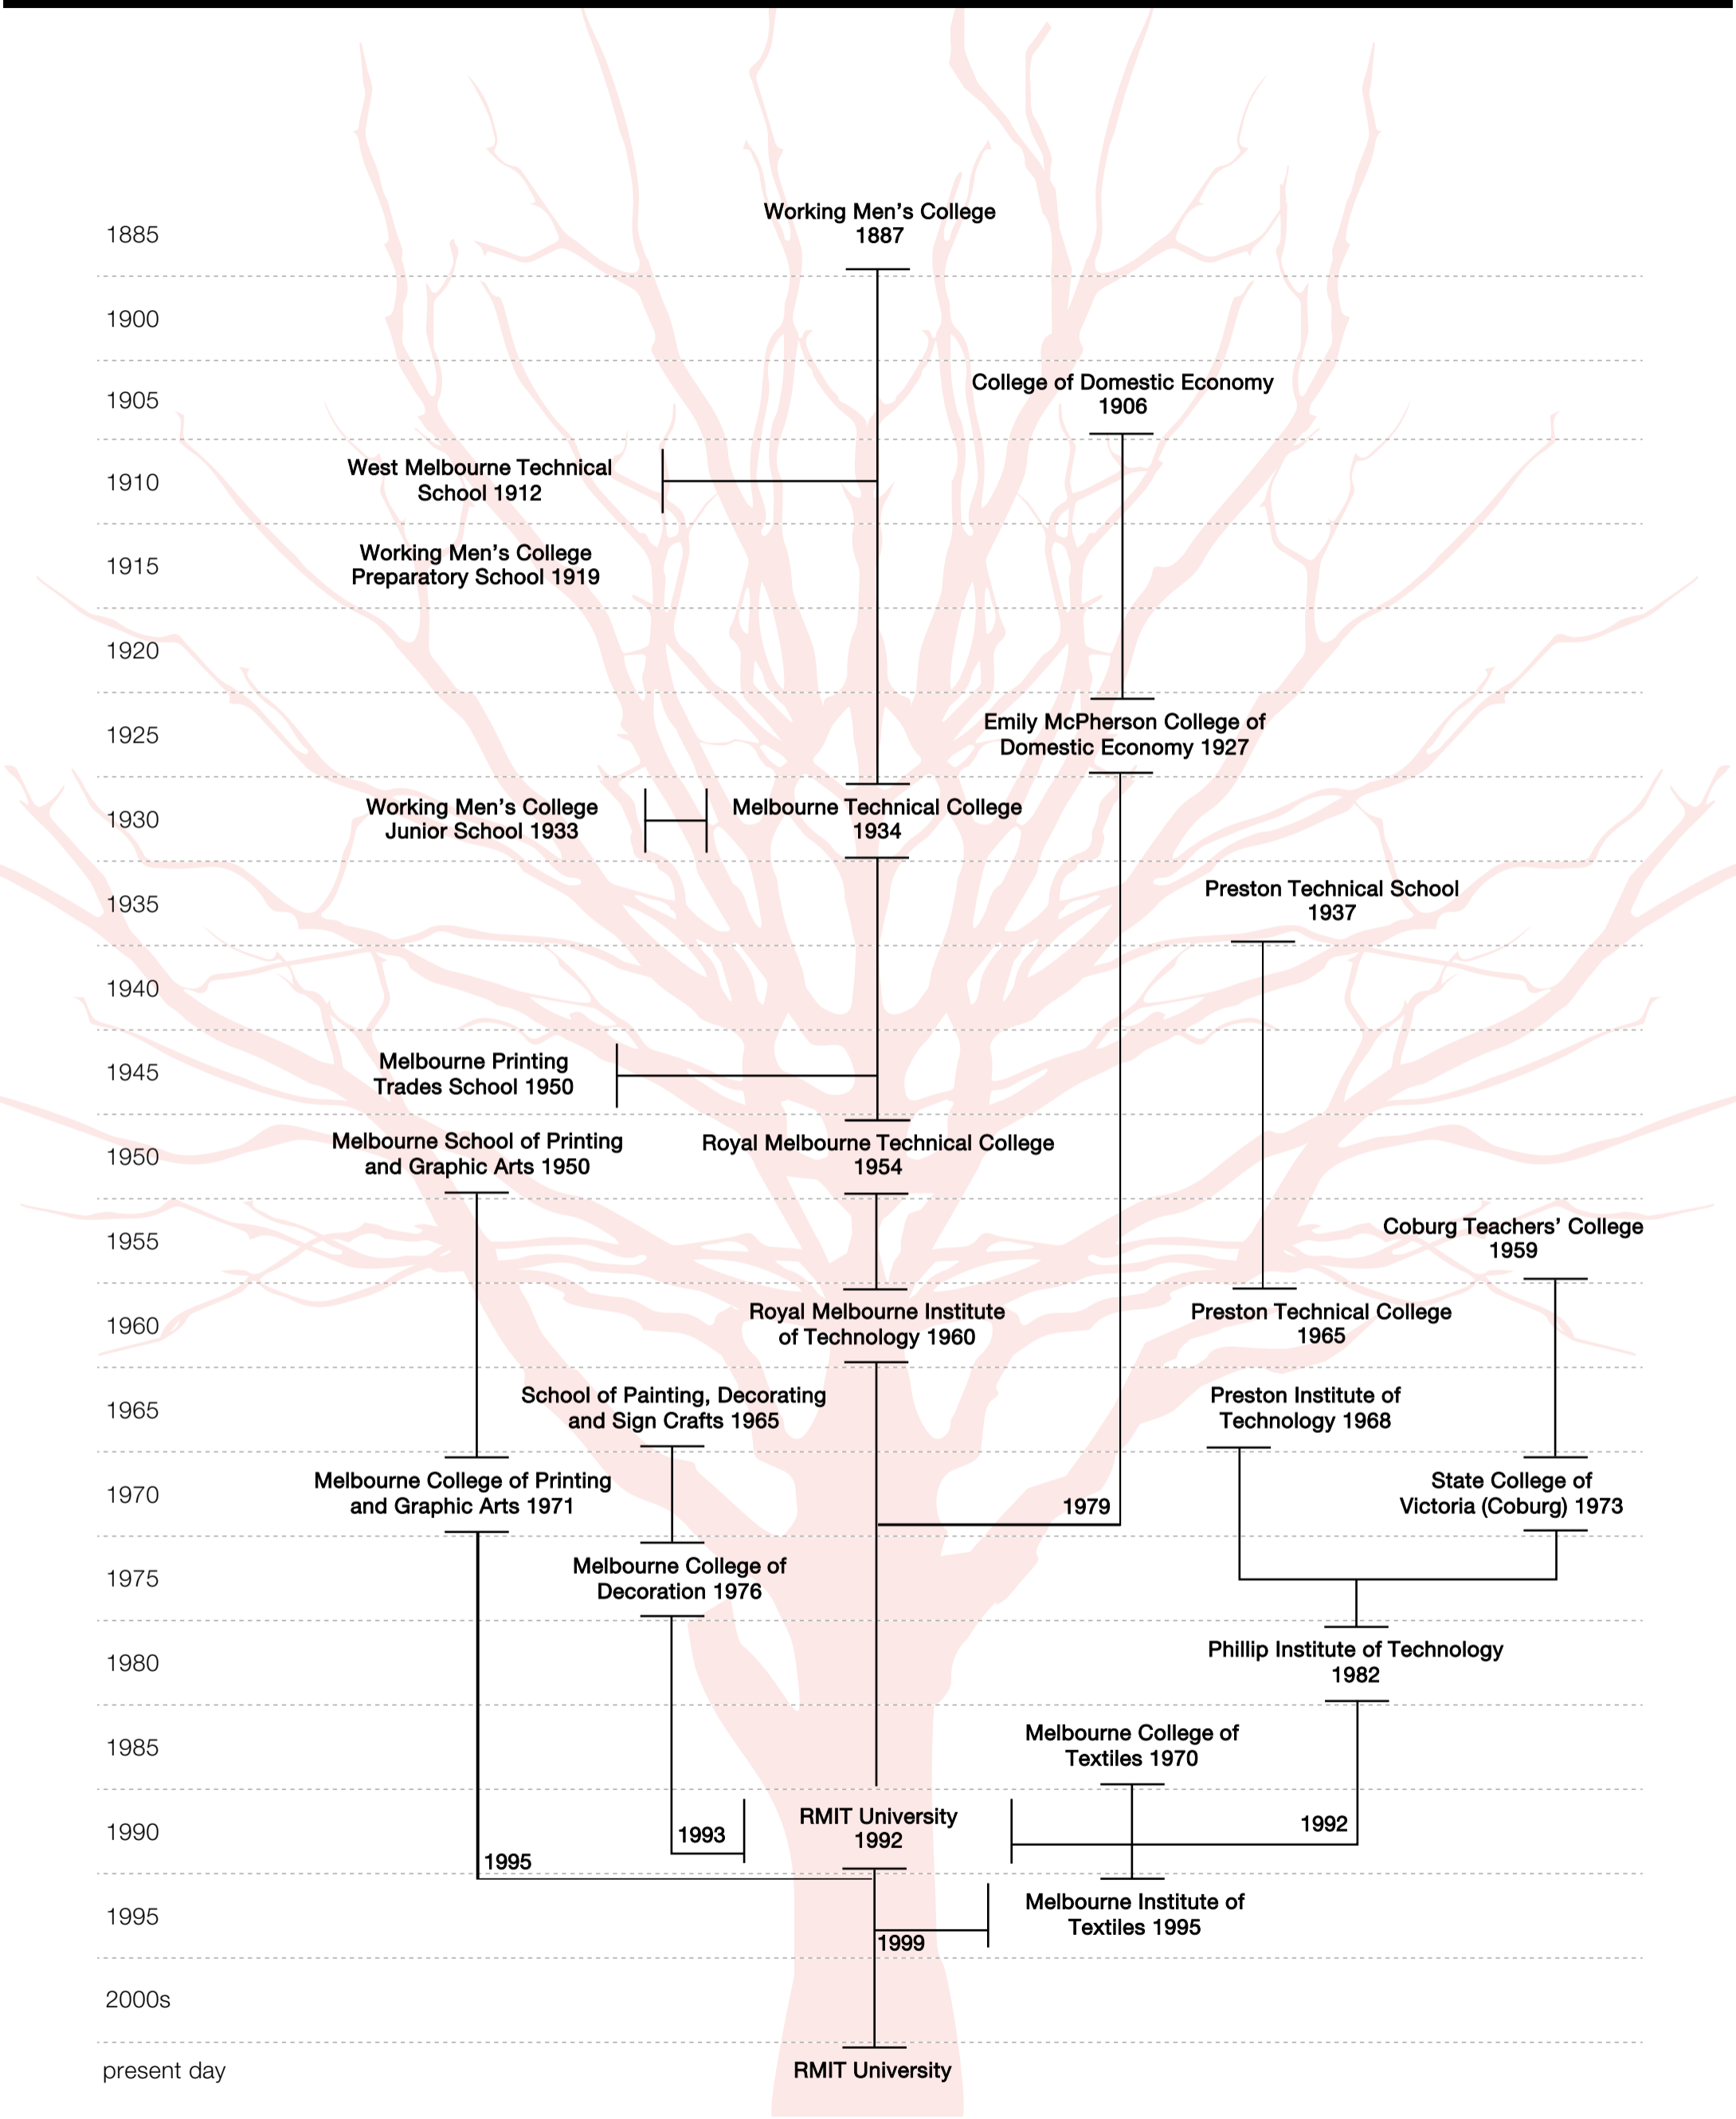 Working Men's College
1887
1885
1900
College of Domestic Economy
1906
1905
West Melbourne Technical
School 1912
1910
Working Men's College
Preparatory School 1919
1915
1920
Emily McPherson College of
Domestic Economy 1927
1925
Working Men's College
Junior School 1933
Melbourne Technical College
1934
1930
Preston Technical School
1937
1935
1940
Melbourne Printing
Trades School 1950
1945
Melbourne School of Printing
and Graphic Arts 1950
Royal Melbourne Technical College
1954
1950
Coburg Teachers' College
1959
1955
Royal Melbourne Institute
of Technology 1960
Preston Technical College
1965
1960
School of Painting, Decorating
and Sign Crafts 1965
Preston Institute of
Technology 1968
1965
Melbourne College of Printing
and Graphic Arts 1971
1979
State College of
Victoria (Coburg) 1973
1970
Melbourne College of
Decoration 1976
1975
Phillip Institute of Technology
1982
1980
Melbourne College of
Textiles 1970
1985
RMIT University
1992
1992
1993
1990
1995
Melbourne Institute of
Textiles 1995
1995
1999
2000s
present day
RMIT University